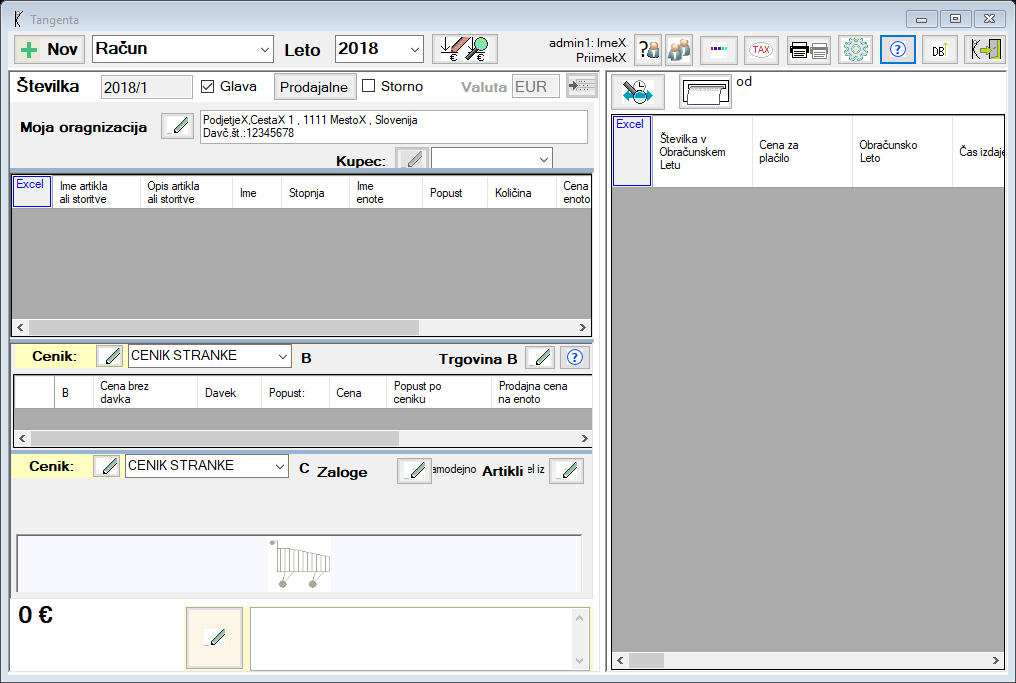 Tangenta
Nov Račun Leto 2018 admin1: ImeX
PriimekX
TAX DB
Številka 2018/1 Glava Prodajalne Storno Valuta EUR
Moja oragnizacija
PodjetjeX,CestaX 1 , 1111 MestoX , Slovenija
Davč.št.:12345678
Kupec:
Excel Ime artikla
ali storitve
Opis artikla
ali storitve
Ime
Stopnja
Ime
enote
Popust
Količina
Cena
enoto
Cenik: CENIK STRANKE B Trgovina B
B
Cena brez
davka
Davek
Popust:
Cena
Popust po
ceniku
Prodajna cena
na enoto
Cenik: CENIK STRANKE C Zaloge amodejno Artikli el iz
0 €
od
Excel
Številka v
Obračunskem
Letu
Cena za
plačilo
Obračunsko
Leto
Čas izdaje